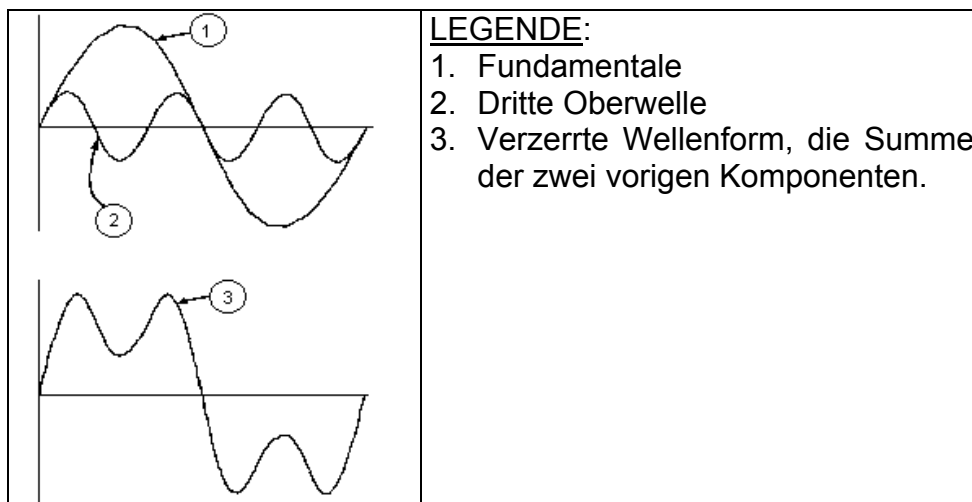 LEGENDE:
1. Fundamentale
2. Dritte Oberwelle
3. Verzerrte Wellenform, die Summe
der zwei vorigen Komponenten.
1
2
3